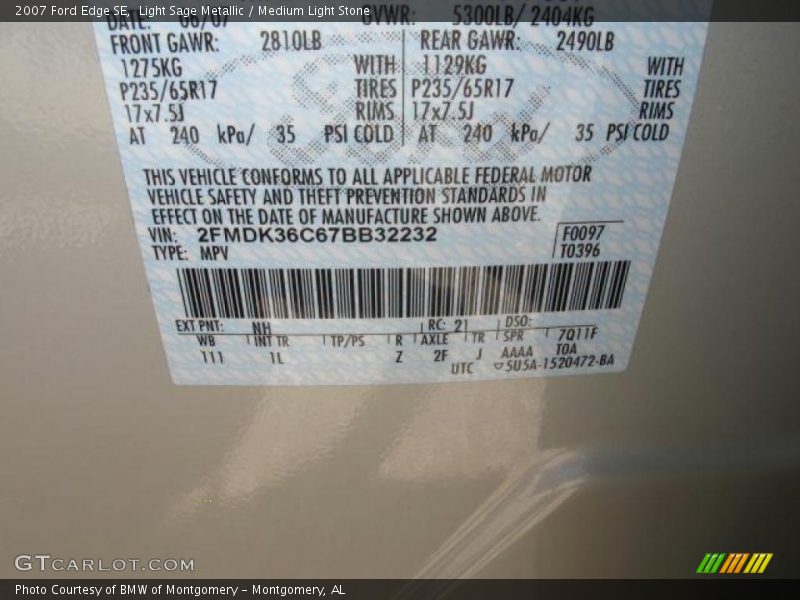 2007 Ford Edge SE, Light Sage Metallic / Medium Light Stone
DATE: 06/07 GVWR: 5300LB/ 2404KG
FRONT GAWR: 2810LB REAR GAWR: 2490LB
1275KG WITH 1129KG WITH
P235/65R17 TIRES P235/65R17 TIRES
17x7.5J RIMS 17x7.5J RIMS
AT 240 kPa/ 35 PSI COLD AT 240 kPa/ 35 PSI COLD
THIS VEHICLE CONFORMS TO ALL APPLICABLE FEDERAL MOTOR
VEHICLE SAFETY AND THEFT PREVENTION STANDARDS IN
EFFECT ON THE DATE OF MANUFACTURE SHOWN ABOVE.
VIN: 2FMDK36C67BB32232 F0097
TYPE: MPV T0396
EXT PNT: NH RC: 21 DSO:
WB INT TR TP/PS R AXLE TR SPR 7Q11F
111 1L Z 2F J AAAA TOA
UTC 5U5A-1520472-BA
GTCARLOT.COM
Photo Courtesy of BMW of Montgomery - Montgomery, AL